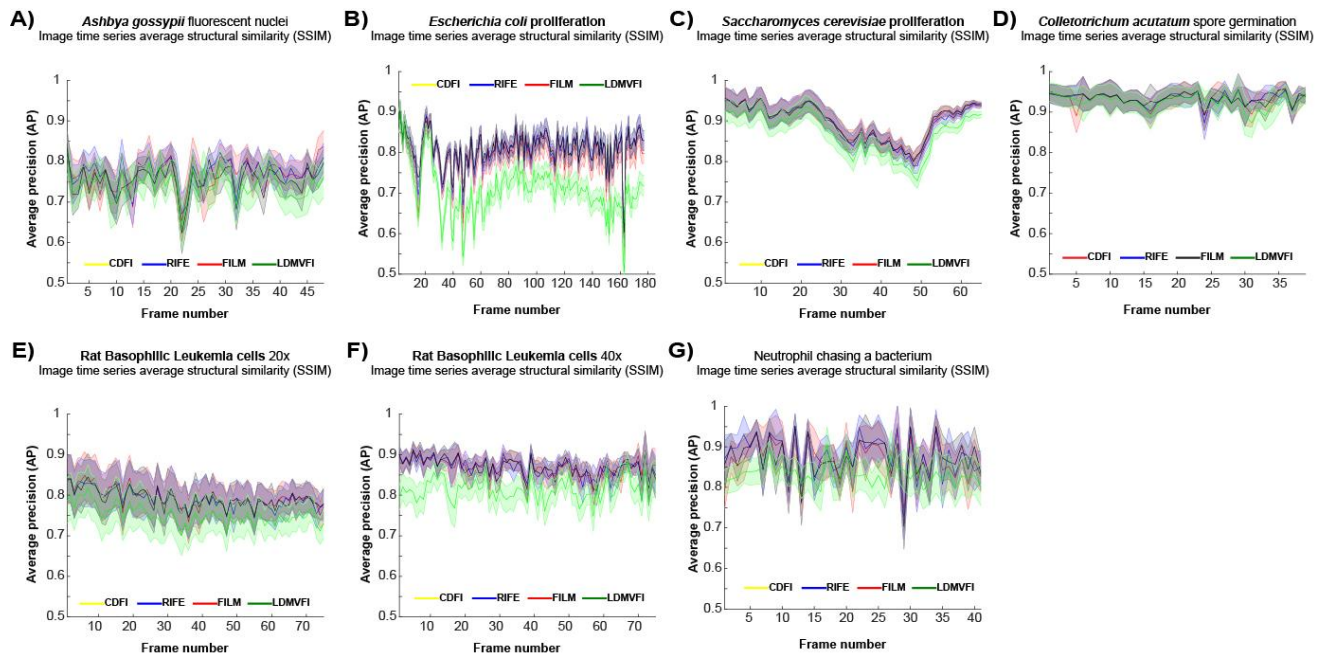 A)
Ashbya gossypii fluorescent nuclei
Image time series average structural similarity (SSIM)
Average precision (AP)
1
0.9
0.8
0.7
0.6
0.9
0.5
CDFI RIFE FILM LDMVFI
5 10 15 20 25 30 35 40 45
Frame number
B)
Escherichia coli proliferation
Image time series average structural similarity (SSIM)
CDFI RIFE FILM LDMVFI
Average precision (AP)
1
0.9
0.8
0.7
0.6
0.9
0.5
20 40 60 80 100 120 140 160 180
Frame number
C)
Saccharomyces cerevisiae proliferation
Image time series average structural similarity (SSIM)
Average precision (AP)
1
0.9
0.8
0.7
0.6
0.9
0.5
CDFI RIFE FILM LDMVFI
10 20 30 40 50 60
Frame number
D)
Colletotrichum acutatum spore germination
Image time series average structural similarity (SSIM)
Average precision (AP)
1
0.9
0.8
0.7
0.6
0.9
0.5
CDFI RIFE FILM LDMVFI
5 10 15 20 25 30 35
Frame number
E)
Rat Basophilic Leukemia cells 20x
Image time series average structural similarity (SSIM)
Average precision (AP)
1
0.9
0.8
0.7
0.6
0.9
0.5
CDFI RIFE FILM LDMVFI
10 20 30 40 50 60 70
Frame number
F)
Rat Basophilic Leukemia cells 40x
Image time series average structural similarity (SSIM)
Average precision (AP)
1
0.9
0.8
0.7
0.6
0.9
0.5
CDFI RIFE FILM LDMVFI
10 20 30 40 50 60 70
Frame number
G)
Neutrophil chasing a bacterium
Image time series average structural similarity (SSIM)
Average precision (AP)
1
0.9
0.8
0.7
0.6
0.9
0.5
CDFI RIFE FILM LDMVFI
5 10 15 20 25 30 35 40
Frame number